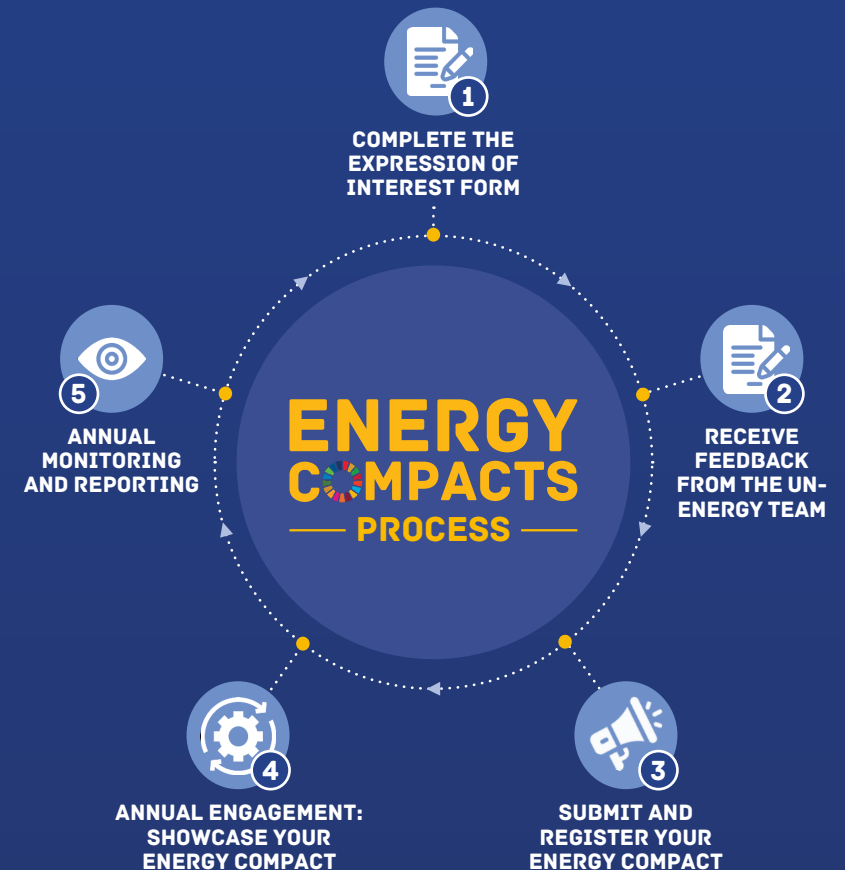 1
COMPLETE THE
EXPRESSION OF
INTEREST FORM
2
RECEIVE
FEEDBACK
FROM THE UN-
ENERGY TEAM
3
SUBMIT AND
REGISTER YOUR
ENERGY COMPACT
4
ANNUAL ENGAGEMENT:
SHOWCASE YOUR
ENERGY COMPACT
5
ANNUAL
MONITORING
AND REPORTING
ENERGY
COMPACTS
PROCESS